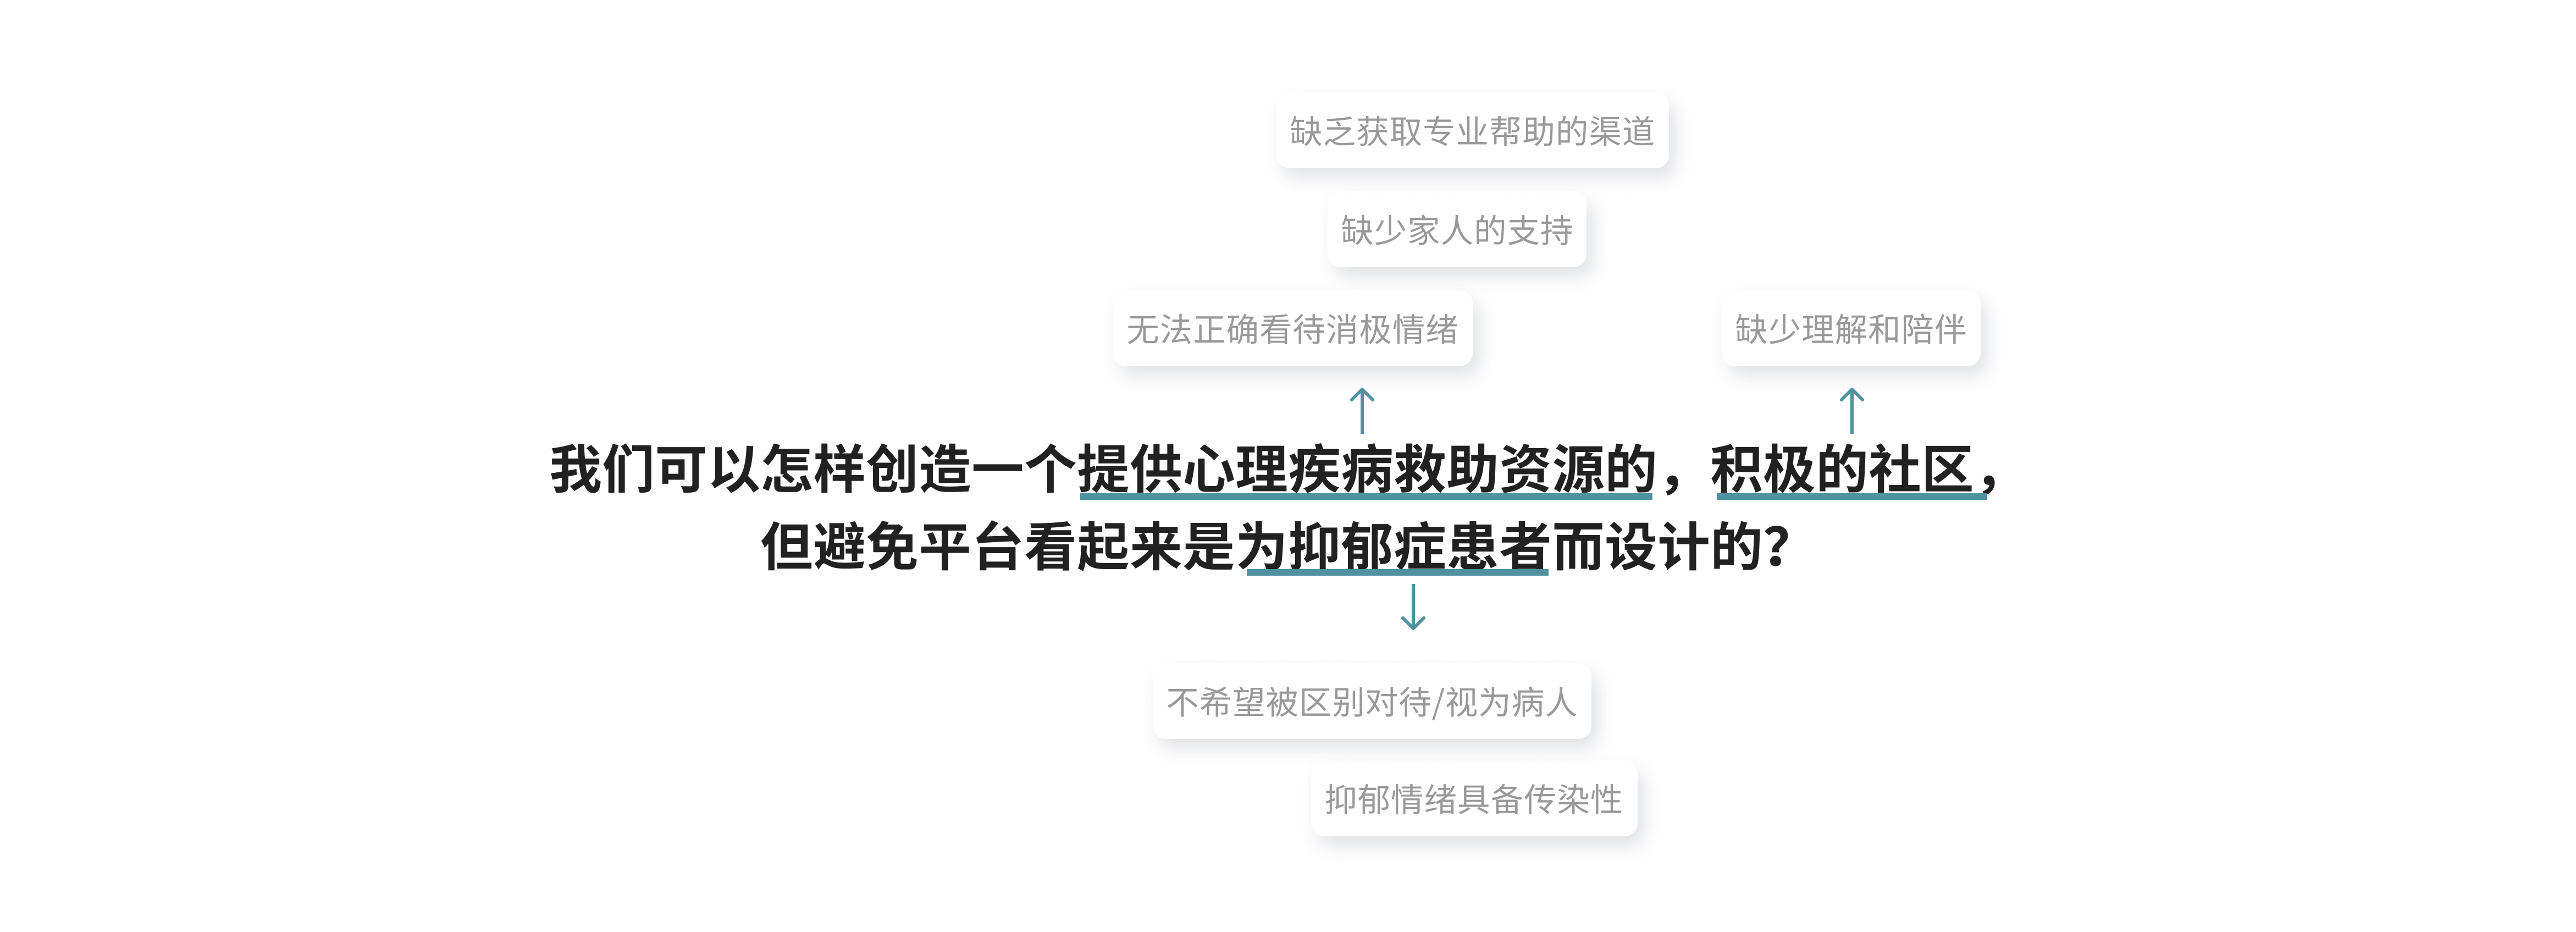 缺乏获取专业帮助的渠道
缺少家人的支持
无法正确看待消极情绪
缺少理解和陪伴
我们可以怎样创造一个提供心理疾病救助资源的，积极的社区，
但避免平台看起来是为抑郁症患者而设计的？
不希望被区别对待/视为病人
抑郁情绪具备传染性